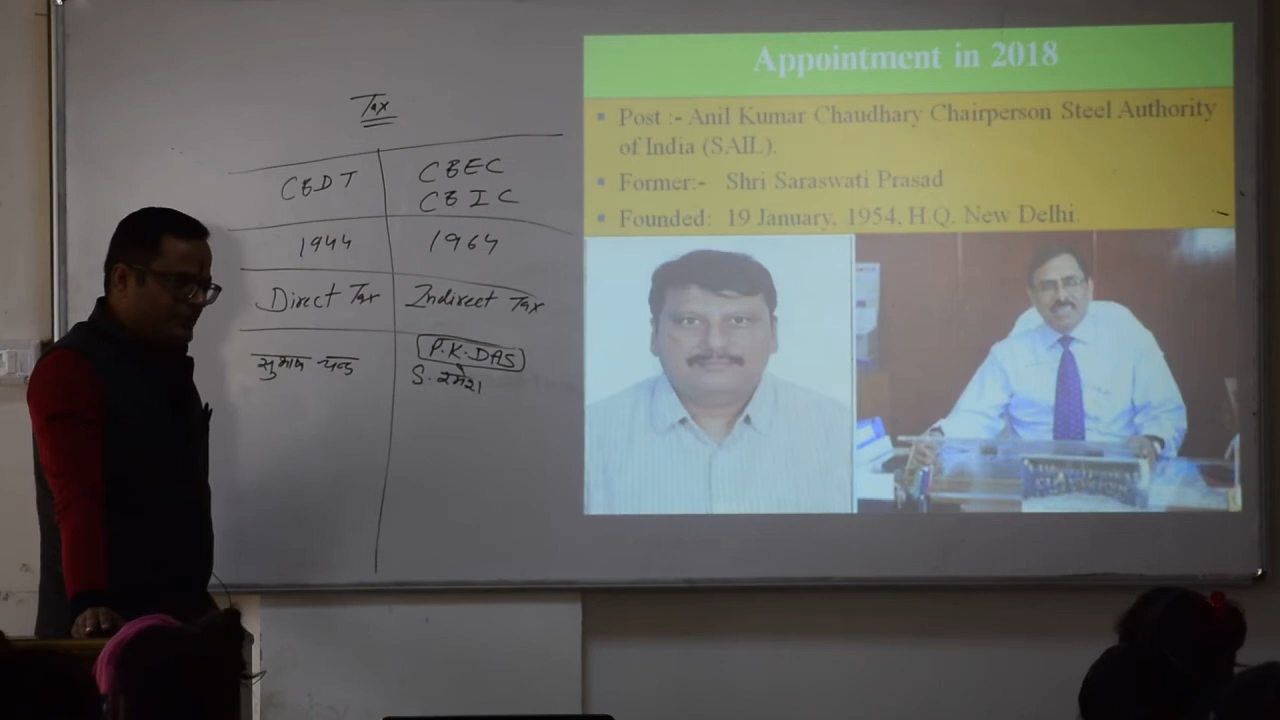 Tax
CBDT
CBEC
CBIC
1944
1964
Direct Tax
Indirect Tax
सुभाष चन्द्र
P.K.DAS
S. रमेश
Appointment in 2018
▪ Post :- Anil Kumar Chaudhary Chairperson Steel Authority
of India (SAIL).
▪ Former:- Shri Saraswati Prasad
▪ Founded: 19 January, 1954, H.Q. New Delhi.